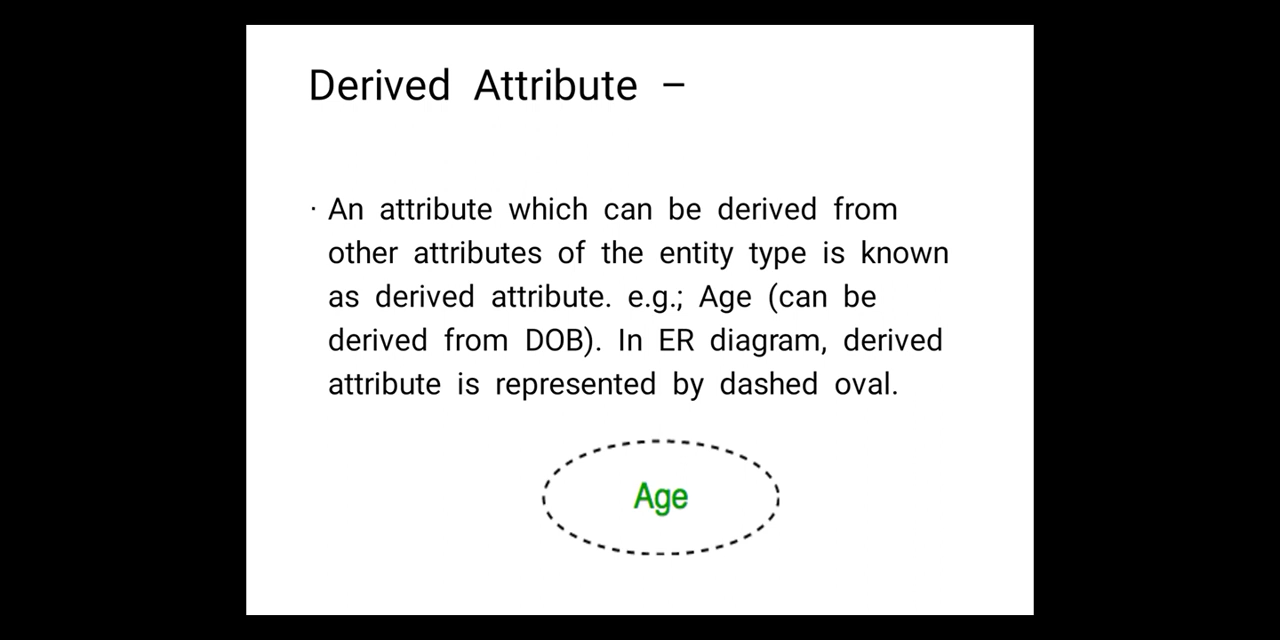 Derived Attribute –
· An attribute which can be derived from
other attributes of the entity type is known
as derived attribute. e.g.; Age (can be
derived from DOB). In ER diagram, derived
attribute is represented by dashed oval.
Age